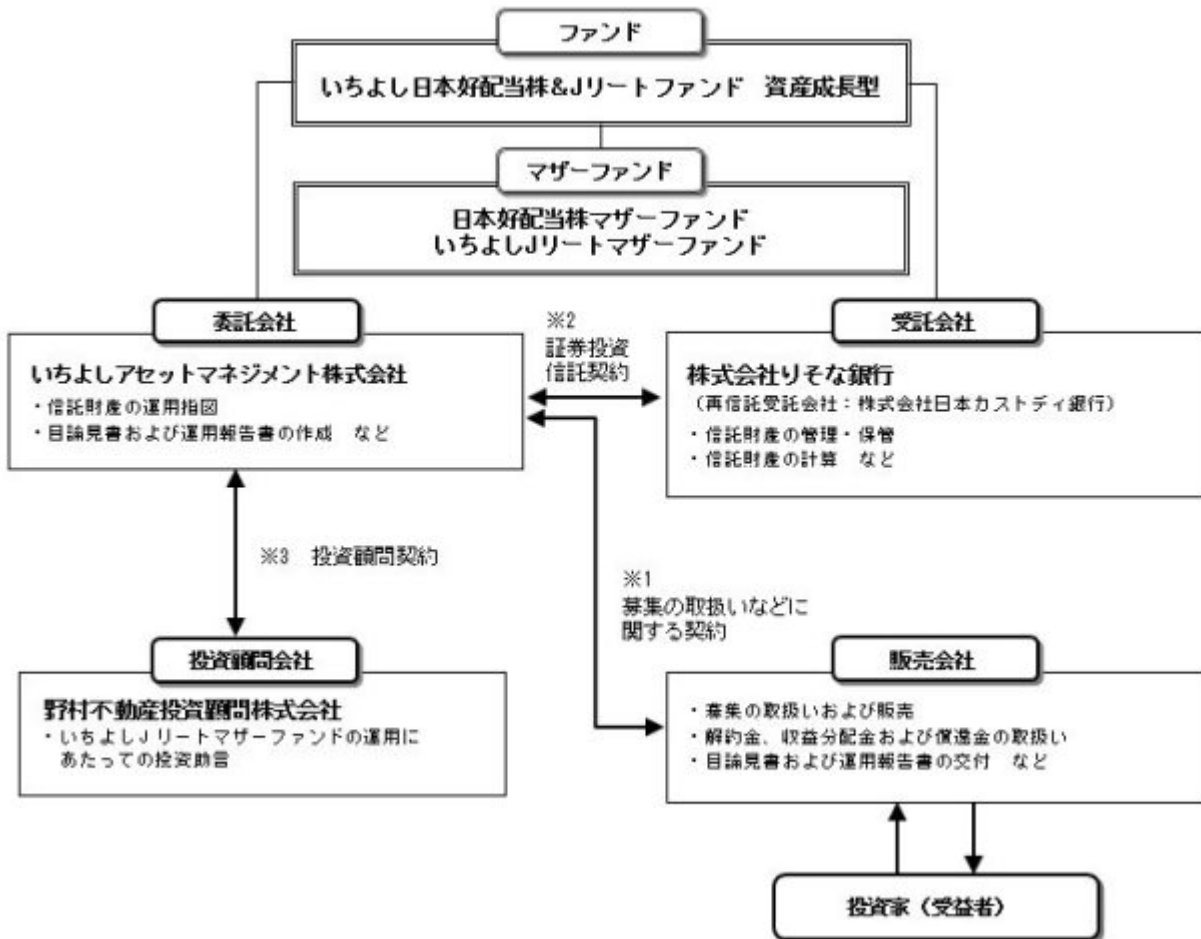 ファンド
いちよし日本好配当株&Jリートファンド　資産成長型
マザーファンド
日本好配当株マザーファンド
いちよしJリートマザーファンド
委託会社
いちよしアセットマネジメント株式会社
・信託財産の運用指図
・目論見書および運用報告書の作成　など
※2
証券投資
信託契約
受託会社
株式会社りそな銀行
（再信託受託会社：株式会社日本カストディ銀行）
・信託財産の管理・保管
・信託財産の計算　など
※3　投資顧問契約
※1
募集の取扱いなどに
関する契約
投資顧問会社
野村不動産投資顧問株式会社
・いちよしＪリートマザーファンドの運用に
あたっての投資助言
販売会社
・募集の取扱いおよび販売
・解約金、収益分配金および償還金の取扱い
・目論見書および運用報告書の交付　など
投資家（受益者）